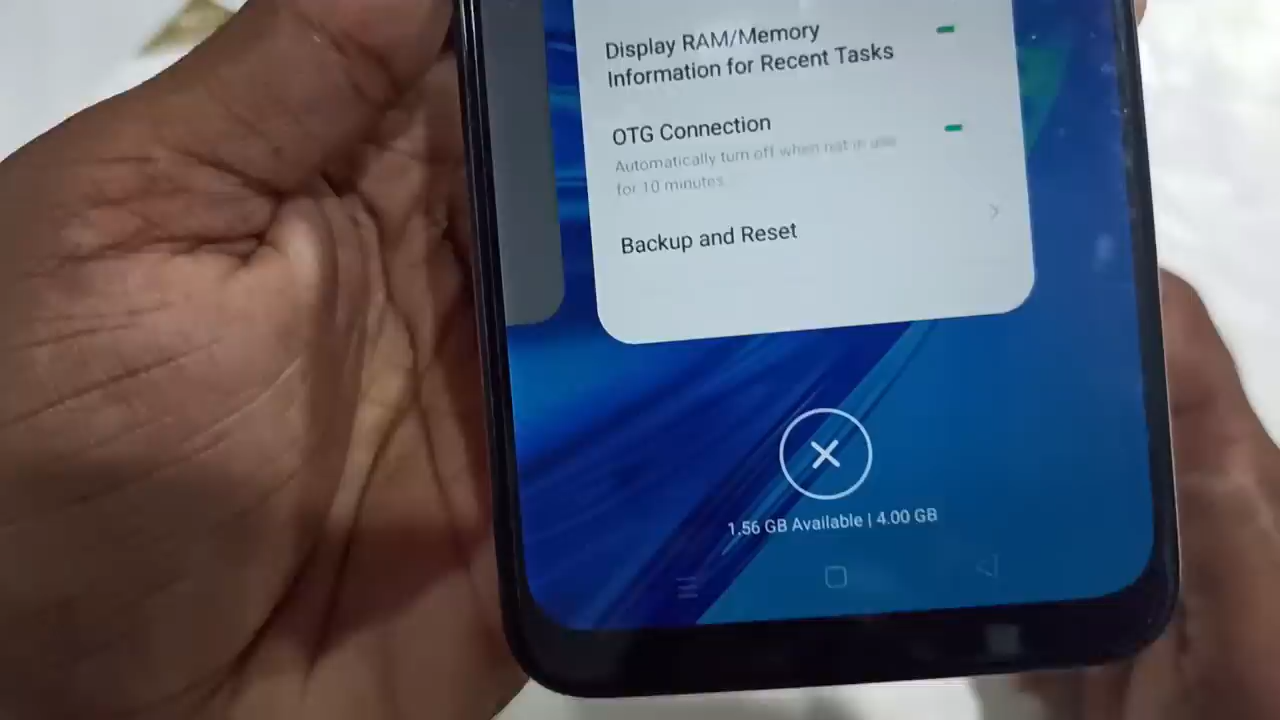 Display RAM/Memory
Information for Recent Tasks
OTG Connection
Automatically turn off when not in use
for 10 minutes.
Backup and Reset
1.56 GB Available | 4.00 GB